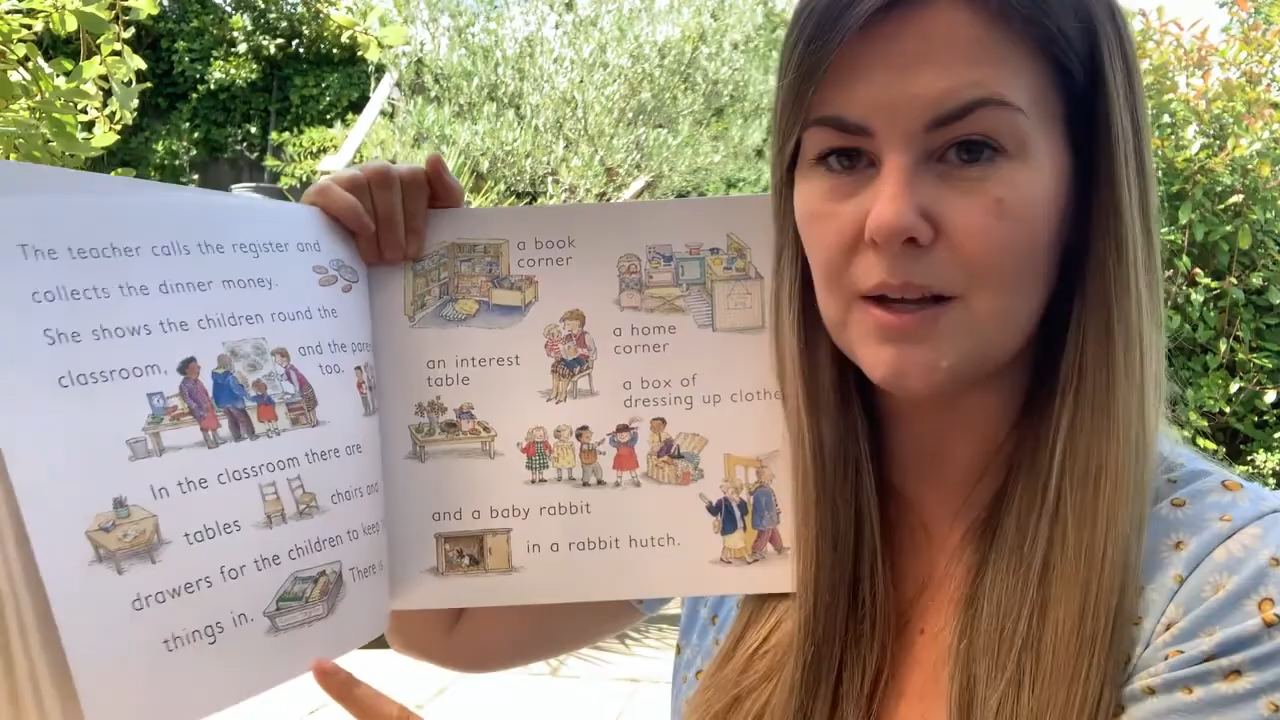 The teacher calls the register and
collects the dinner money.
She shows the children round the
classroom,
and the
too.
In the classroom there are
tables
chairs and
drawers for the children to keep
things in.
There is
a book
corner
a home
corner
an interest
table
a box of
dressing up
and a baby rabbit
in a rabbit hutch.